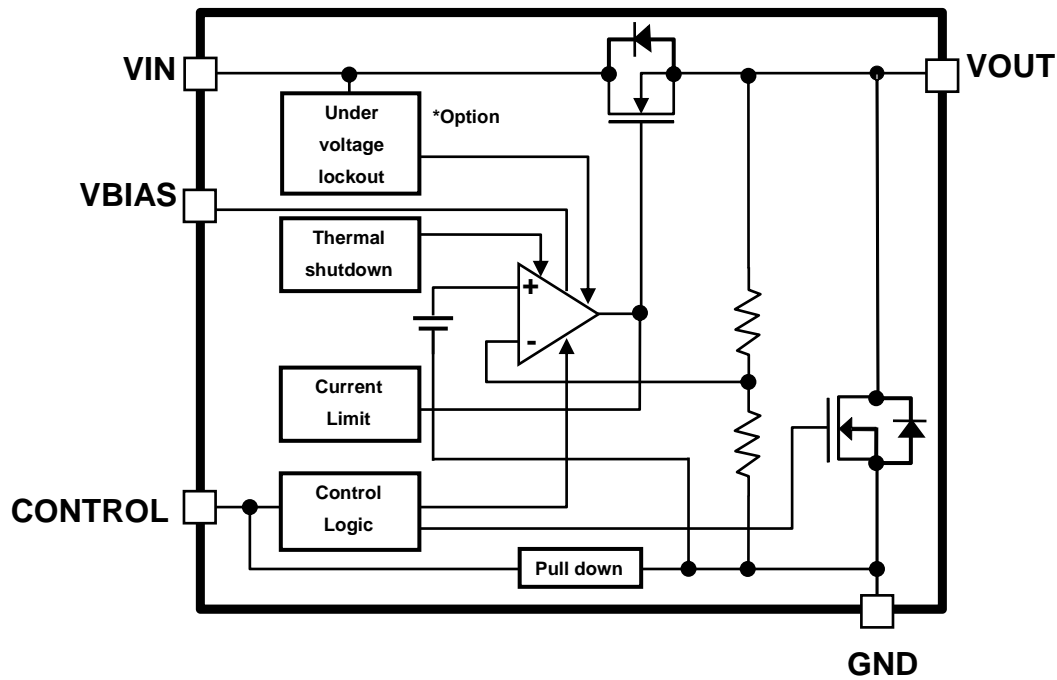 VIN
VOUT
Under
voltage
lockout
*Option
VBIAS
Thermal
shutdown
+
-
Current
Limit
CONTROL
Control
Logic
Pull down
GND